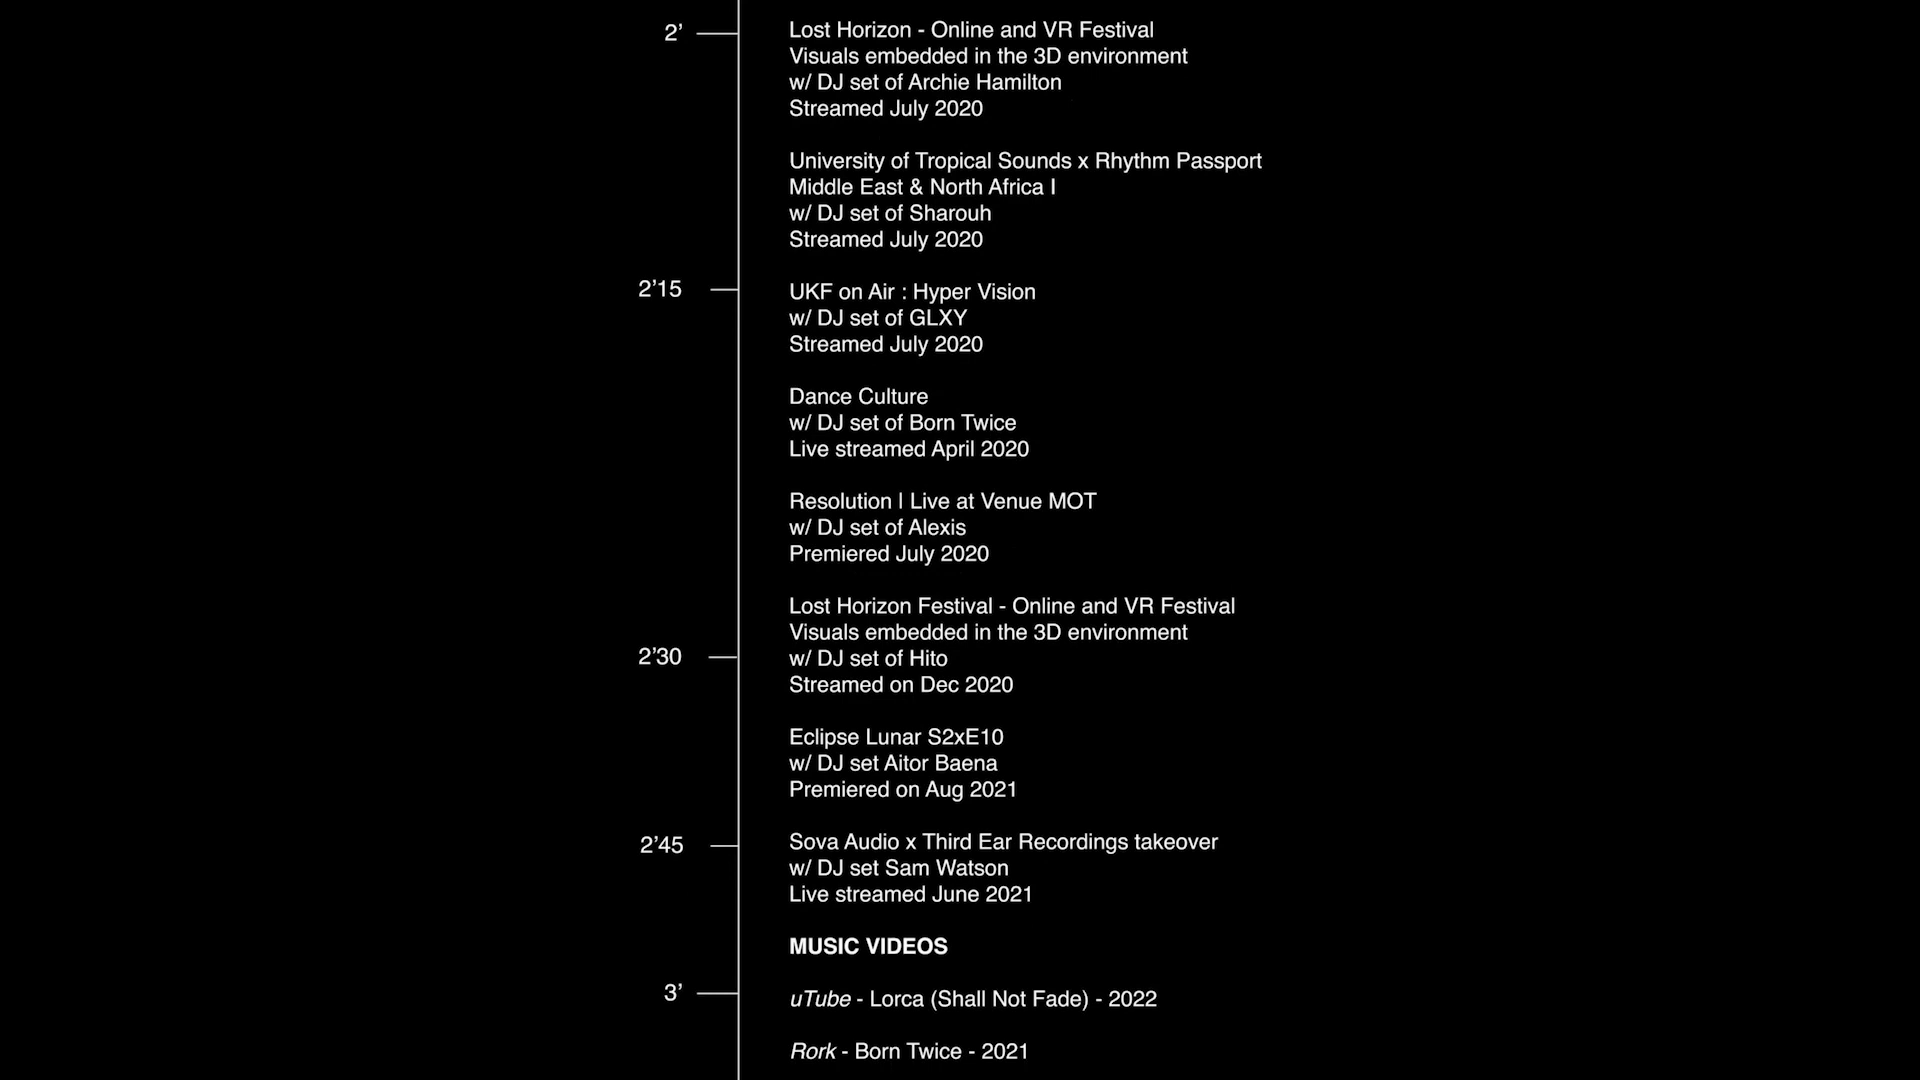 2’
Lost Horizon - Online and VR Festival
Visuals embedded in the 3D environment
w/ DJ set of Archie Hamilton
Streamed July 2020
University of Tropical Sounds x Rhythm Passport
Middle East & North Africa I
w/ DJ set of Sharouh
Streamed July 2020
2’15
UKF on Air : Hyper Vision
w/ DJ set of GLXY
Streamed July 2020
Dance Culture
w/ DJ set of Born Twice
Live streamed April 2020
Resolution | Live at Venue MOT
w/ DJ set of Alexis
Premiered July 2020
Lost Horizon Festival - Online and VR Festival
Visuals embedded in the 3D environment
2’30
w/ DJ set of Hito
Streamed on Dec 2020
Eclipse Lunar S2xE10
w/ DJ set Aitor Baena
Premiered on Aug 2021
2’45
Sova Audio x Third Ear Recordings takeover
w/ DJ set Sam Watson
Live streamed June 2021
MUSIC VIDEOS
3’
uTube - Lorca (Shall Not Fade) - 2022
Rork - Born Twice - 2021